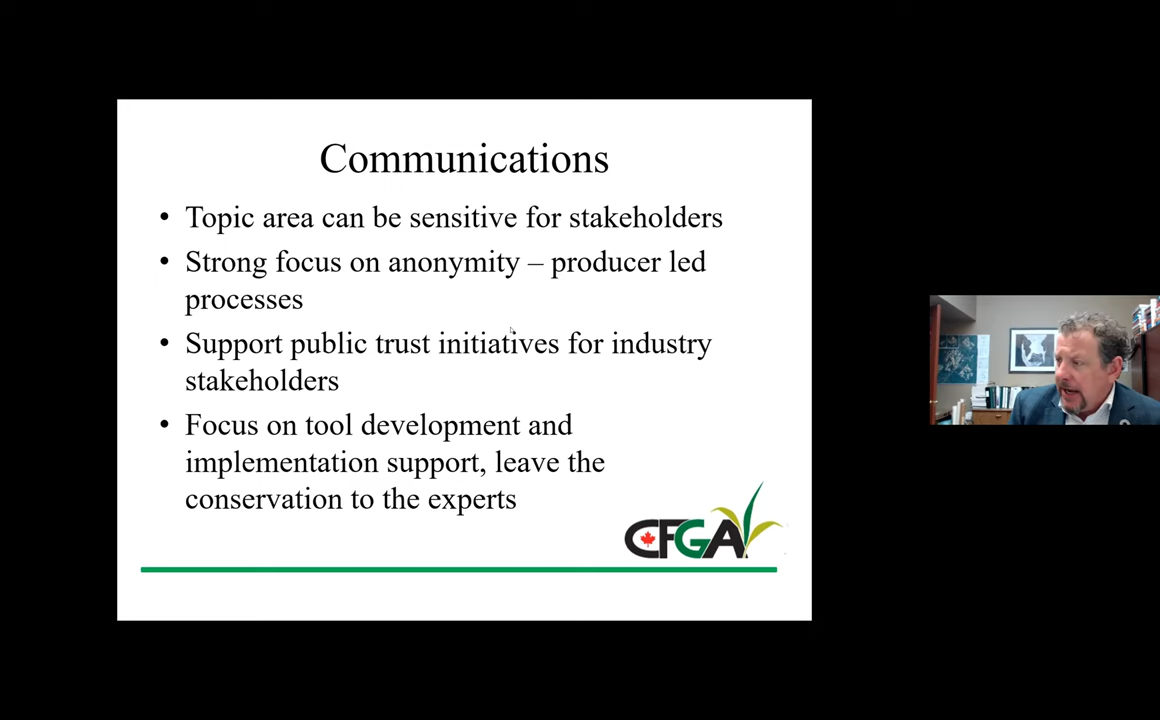 Communications
• Topic area can be sensitive for stakeholders
• Strong focus on anonymity – producer led
processes
• Support public trust initiatives for industry
stakeholders
• Focus on tool development and
implementation support, leave the
conservation to the experts
CFGA